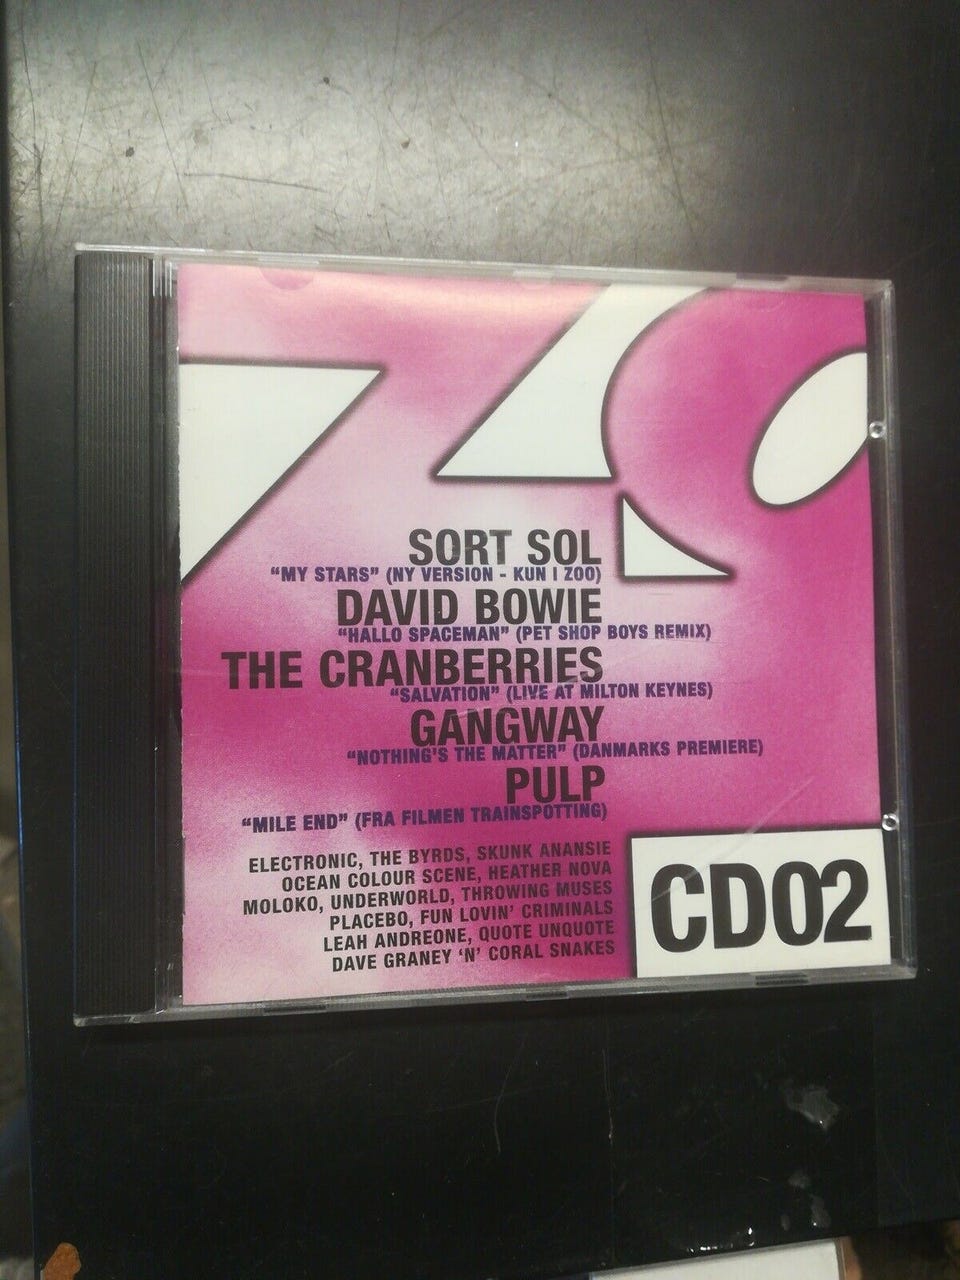 ZO
SORT SOL
"MY STARS" (NY VERSION - KUN I ZOO)
DAVID BOWIE
"HALLO SPACEMAN" (PET SHOP BOYS REMIX)
THE CRANBERRIES
"SALVATION" (LIVE AT MILTON KEYNES)
GANGWAY
"NOTHING'S THE MATTER" (DANMARKS PREMIERE)
PULP
"MILE END" (FRA FILMEN TRAINSPOTTING)
ELECTRONIC, THE BYRDS, SKUNK ANANSIE
OCEAN COLOUR SCENE, HEATHER NOVA
MOLOKO, UNDERWORLD, THROWING MUSES
PLACEBO, FUN LOVIN' CRIMINALS
LEAH ANDREONE, QUOTE UNQUOTE
DAVE GRANEY 'N' CORAL SNAKES
CD02